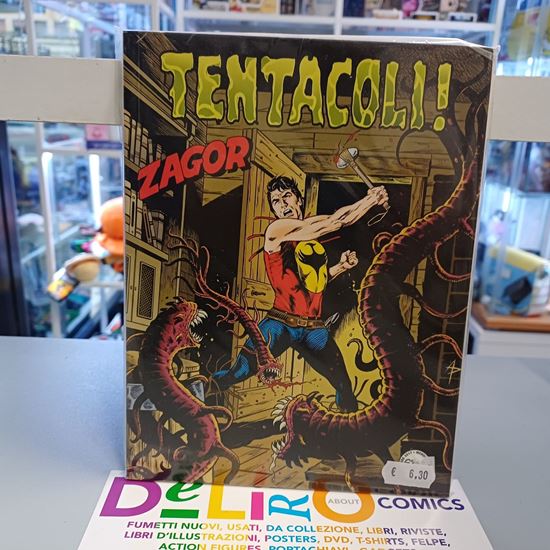 TENTACOLI!
ZAGOR
€ 6,30
DeLiRO ABOUT COMICS
FUMETTI NUOVI, USATI, DA COLLEZIONE, LIBRI, RIVISTE,
LIBRI D'ILLUSTRAZIONI, POSTERS, DVD, T-SHIRTS, FELPE,
ACTION FIGURES, PORTACHIAVI,